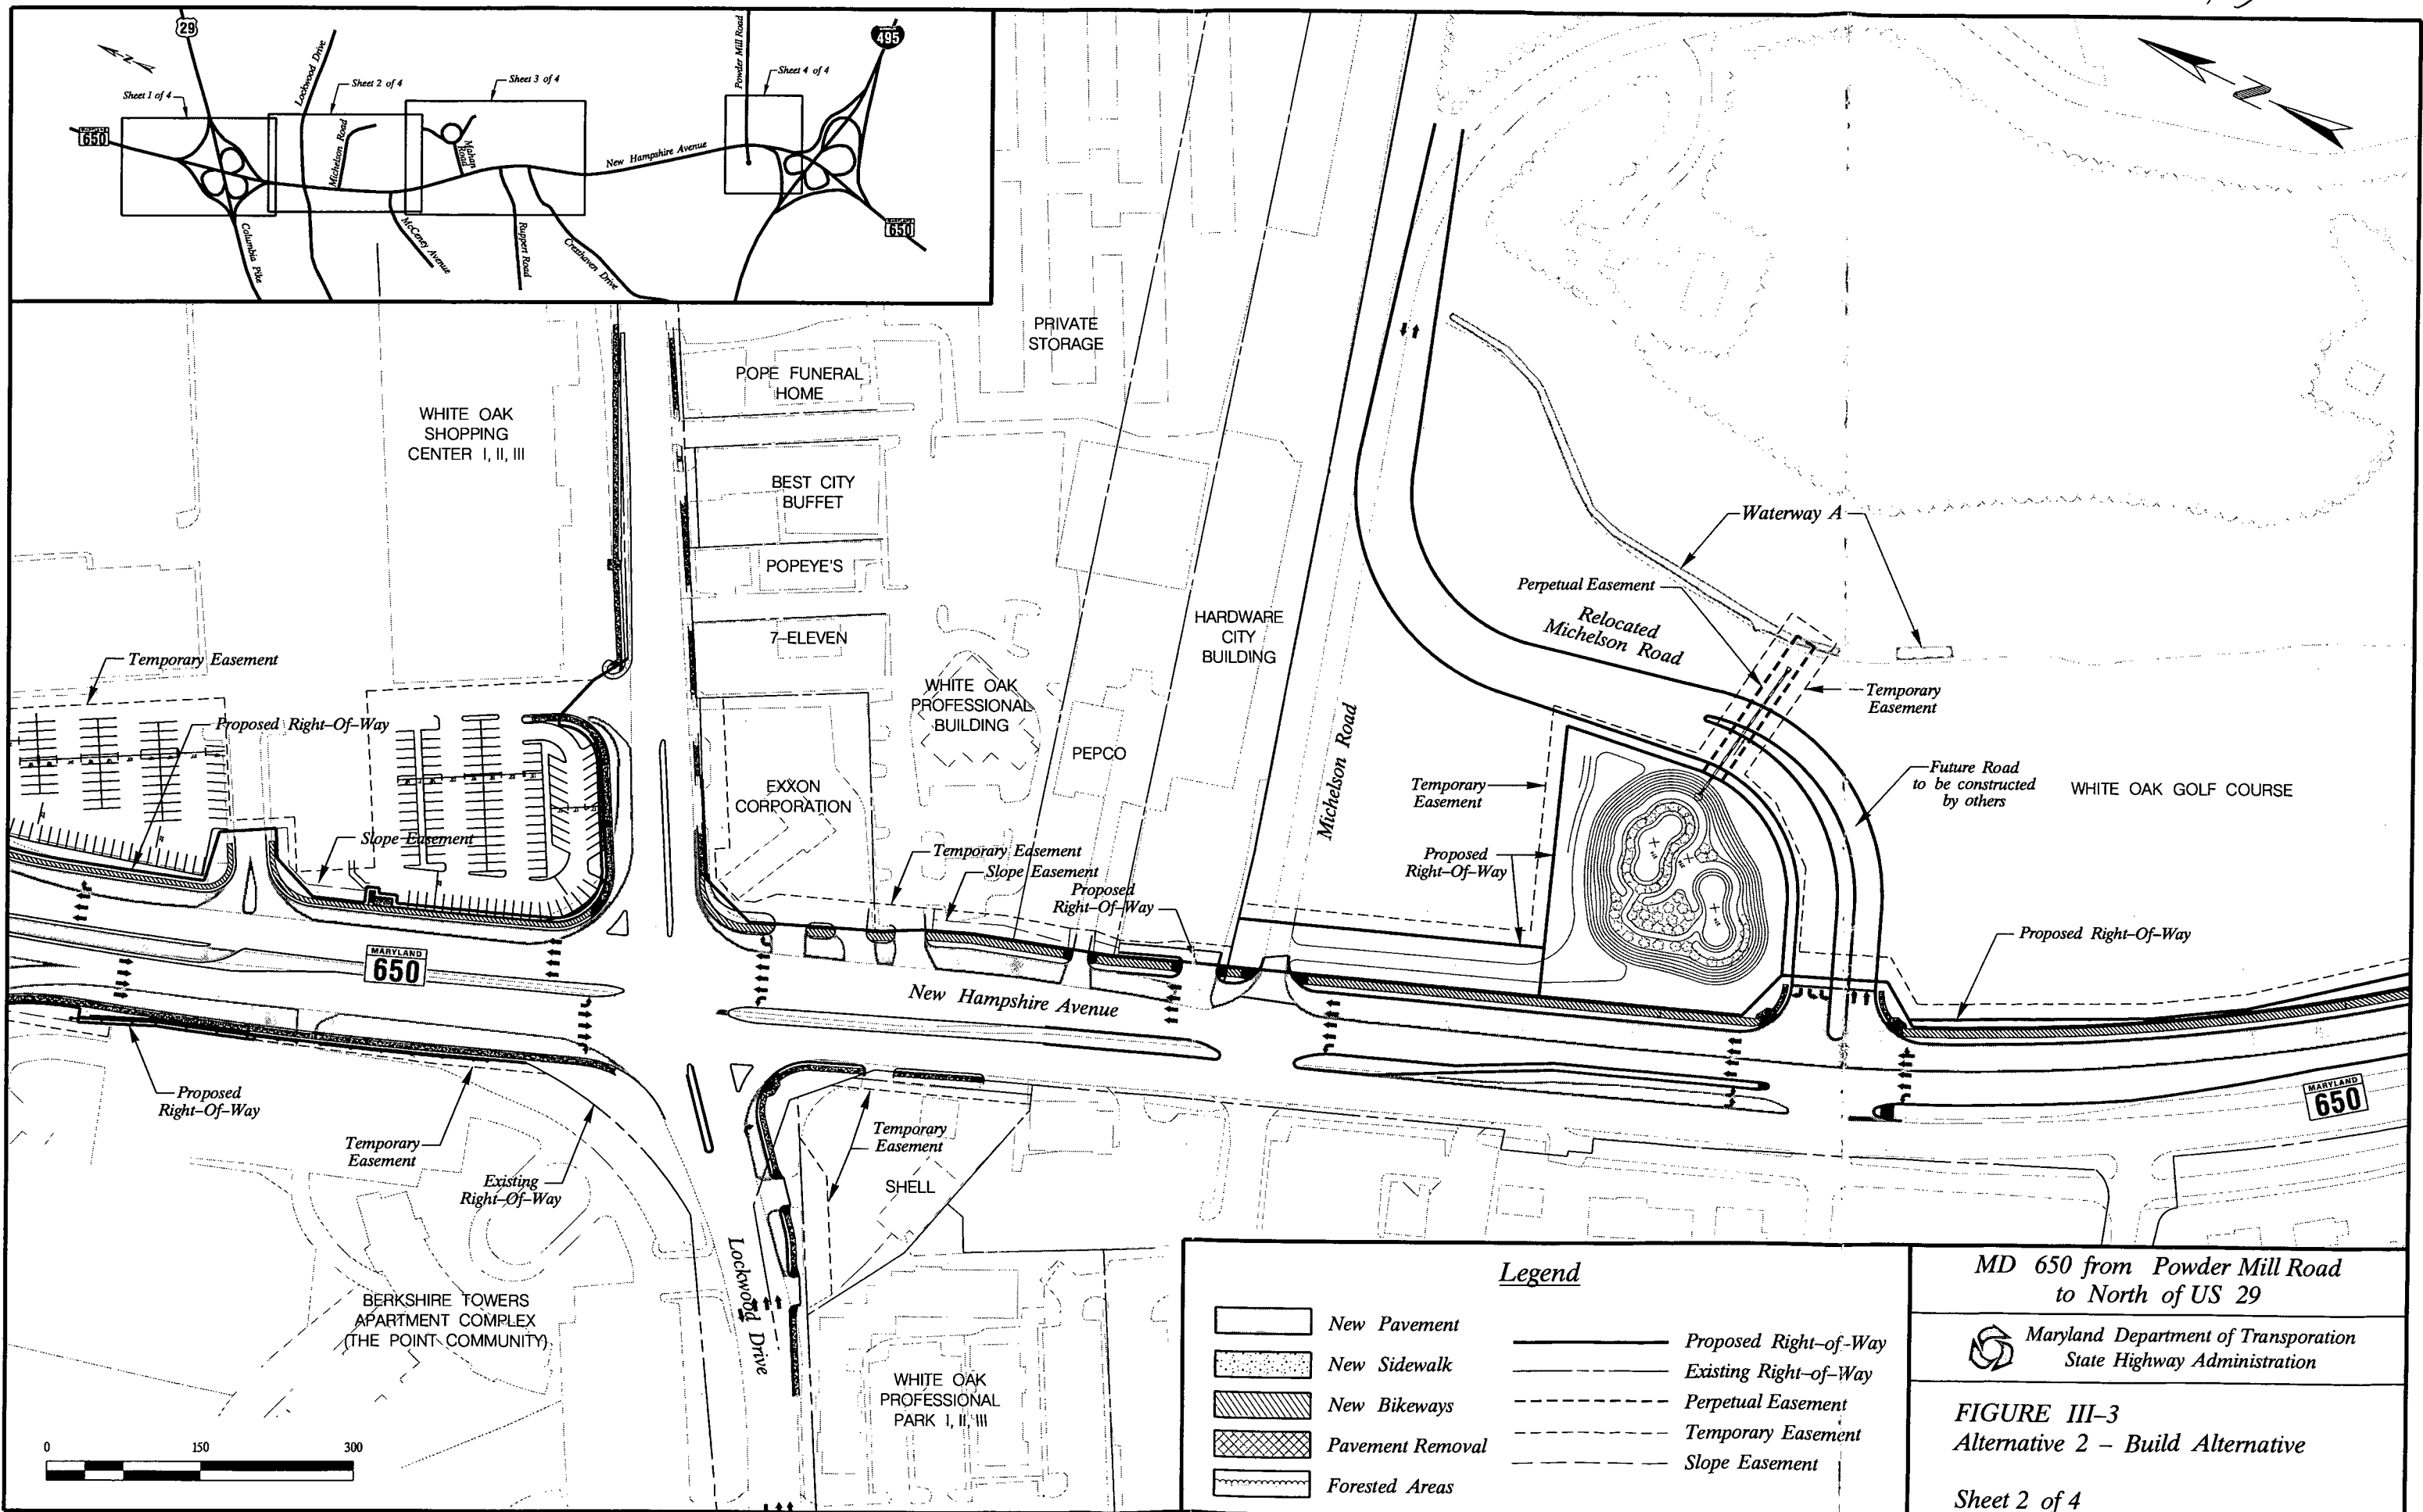 29
495
Lockwood Drive
Powder Mill Road
N
Sheet 1 of 4
Sheet 2 of 4
Sheet 3 of 4
Sheet 4 of 4
650
Michelson Road
Mahan
Road
New Hampshire Avenue
McCeney Avenue
Ruppert Road
Cresthaven Drive
Columbia Pike
650
N
PRIVATE
STORAGE
POPE FUNERAL
HOME
WHITE OAK
SHOPPING
CENTER I, II, III
BEST CITY
BUFFET
POPEYE'S
7-ELEVEN
Waterway A
Perpetual Easement
Relocated
Michelson Road
HARDWARE
CITY
BUILDING
Temporary Easement
Proposed Right-Of-Way
WHITE OAK
PROFESSIONAL
BUILDING
PEPCO
Temporary
Easement
Michelson Road
EXXON
CORPORATION
Temporary
Easement
Future Road
to be constructed
by others
WHITE OAK GOLF COURSE
Slope Easement
Temporary Easement
Slope Easement
Proposed
Right-Of-Way
Proposed
Right-Of-Way
Proposed Right-Of-Way
MARYLAND
650
New Hampshire Avenue
Proposed
Right-Of-Way
Temporary
Easement
Existing
Right-Of-Way
Temporary
Easement
SHELL
MARYLAND
650
Lockwood Drive
BERKSHIRE TOWERS
APARTMENT COMPLEX
(THE POINT COMMUNITY)
WHITE OAK
PROFESSIONAL
PARK I, II, III
0 150 300
Legend
New Pavement
New Sidewalk
New Bikeways
Pavement Removal
Forested Areas
Proposed Right-of-Way
Existing Right-of-Way
Perpetual Easement
Temporary Easement
Slope Easement
MD 650 from Powder Mill Road
to North of US 29
Maryland Department of Transporation
State Highway Administration
FIGURE III-3
Alternative 2 - Build Alternative
Sheet 2 of 4